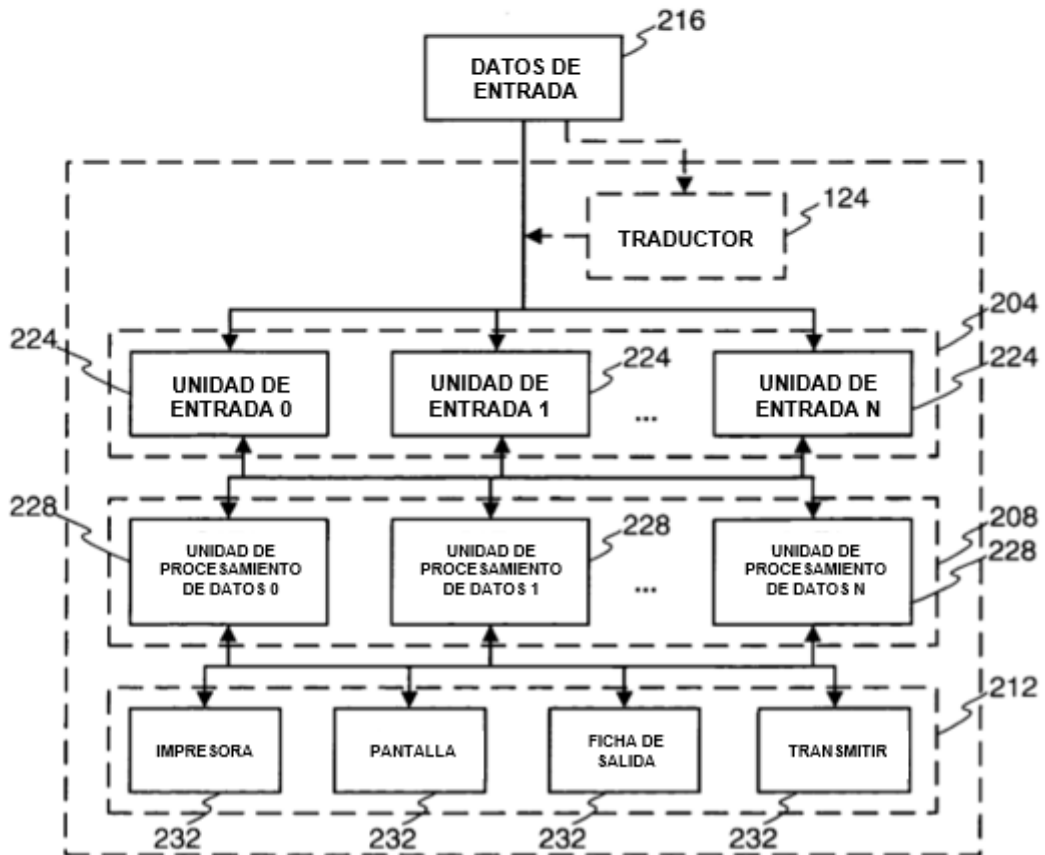 216
DATOS DE
ENTRADA
124
TRADUCTOR
204
224
224
224
UNIDAD DE
ENTRADA 0
UNIDAD DE
ENTRADA 1
...
UNIDAD DE
ENTRADA N
228
228
208
228
UNIDAD DE
PROCESAMIENTO
DE DATOS 0
UNIDAD DE
PROCESAMIENTO
DE DATOS 1
...
UNIDAD DE
PROCESAMIENTO
DE DATOS N
212
IMPRESORA
PANTALLA
FICHA DE
SALIDA
TRANSMITIR
232
232
232
232